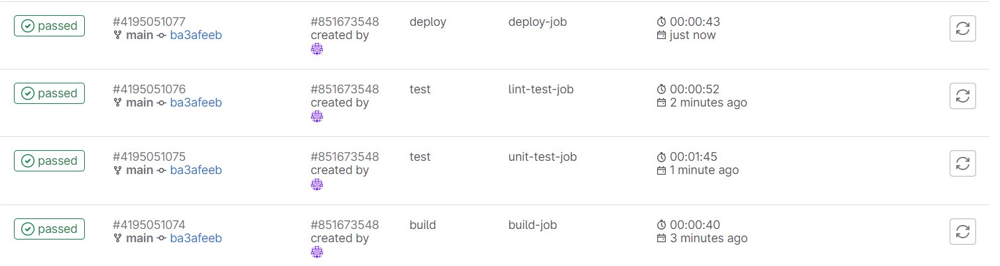 passed #4195051077 #851673548 deploy deploy-job 00:00:43
main ba3afeeb created by just now
passed #4195051076 #851673548 test lint-test-job 00:00:52
main ba3afeeb created by 2 minutes ago
passed #4195051075 #851673548 test unit-test-job 00:01:45
main ba3afeeb created by 1 minute ago
passed #4195051074 #851673548 build build-job 00:00:40
main ba3afeeb created by 3 minutes ago